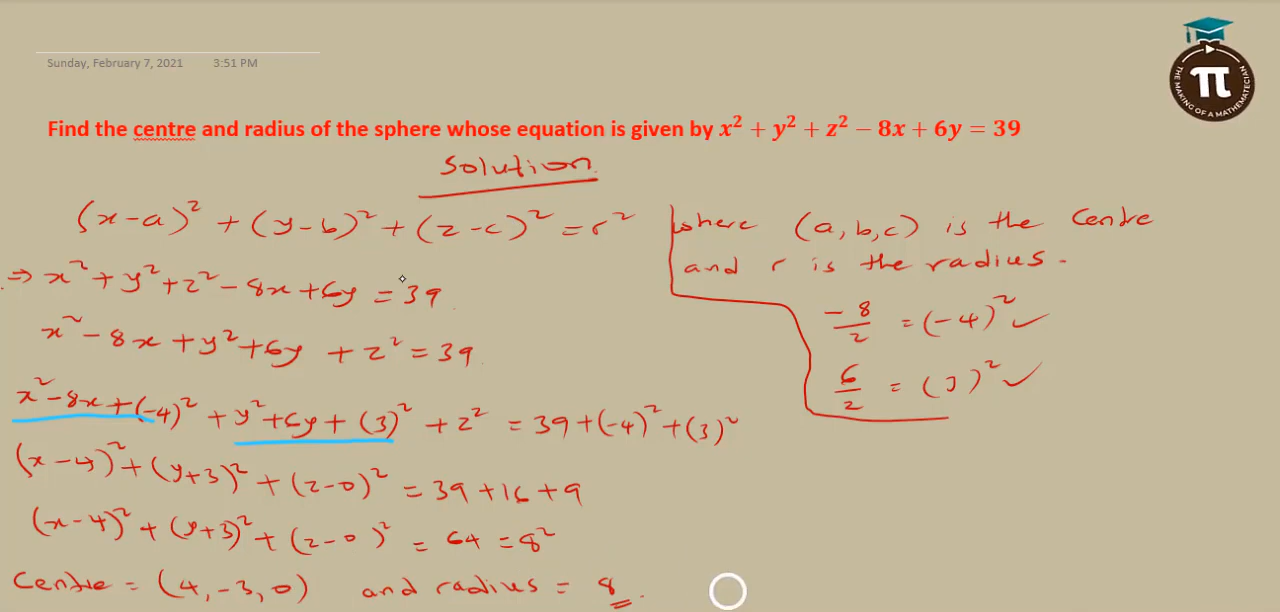 Sunday, February 7, 2021 3:51 PM
THE MAKING OF A MATHEMATECIAN
π
Find the centre and radius of the sphere whose equation is given by x² + y² + z² − 8x + 6y = 39
Solution
(x-a)² + (y-b)² + (z-c)² = r²
where (a,b,c) is the Centre
and r is the radius.
⇒ x² + y² + z² - 8x + 6y = 39
-8/2 = (-4)² ✓
x² - 8x + y² + 6y + z² = 39
6/2 = (3)² ✓
x² - 8x + (-4)² + y² + 6y + (3)² + z² = 39 + (-4)² + (3)²
(x-4)² + (y+3)² + (z-0)² = 39 + 16 + 9
(x-4)² + (y+3)² + (z-0)² = 64 = 8²
Centre = (4, -3, 0) and radius = 8.